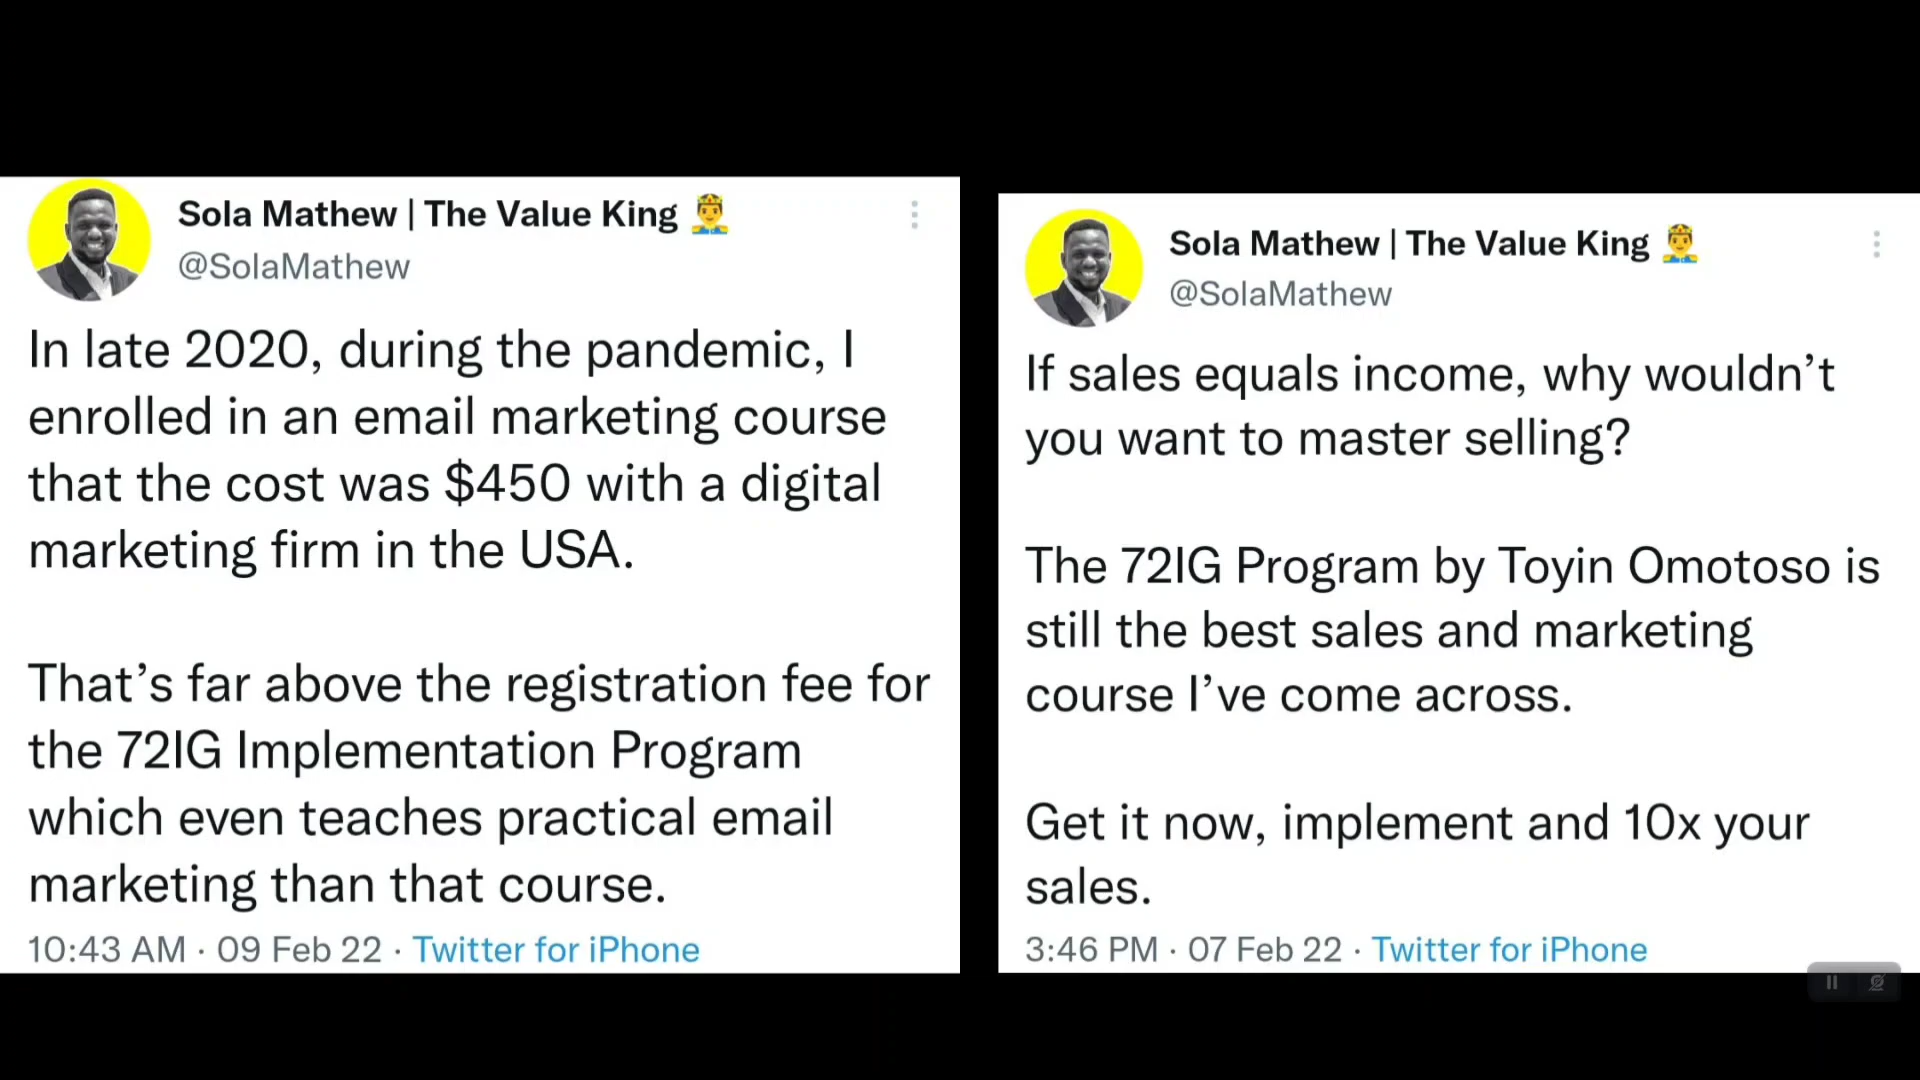 Sola Mathew | The Value King 🤴
@SolaMathew
In late 2020, during the pandemic, I
enrolled in an email marketing course
that the cost was $450 with a digital
marketing firm in the USA.
That’s far above the registration fee for
the 72IG Implementation Program
which even teaches practical email
marketing than that course.
10:43 AM · 09 Feb 22 · Twitter for iPhone
Sola Mathew | The Value King 🤴
@SolaMathew
If sales equals income, why wouldn’t
you want to master selling?
The 72IG Program by Toyin Omotoso is
still the best sales and marketing
course I’ve come across.
Get it now, implement and 10x your
sales.
3:46 PM · 07 Feb 22 · Twitter for iPhone